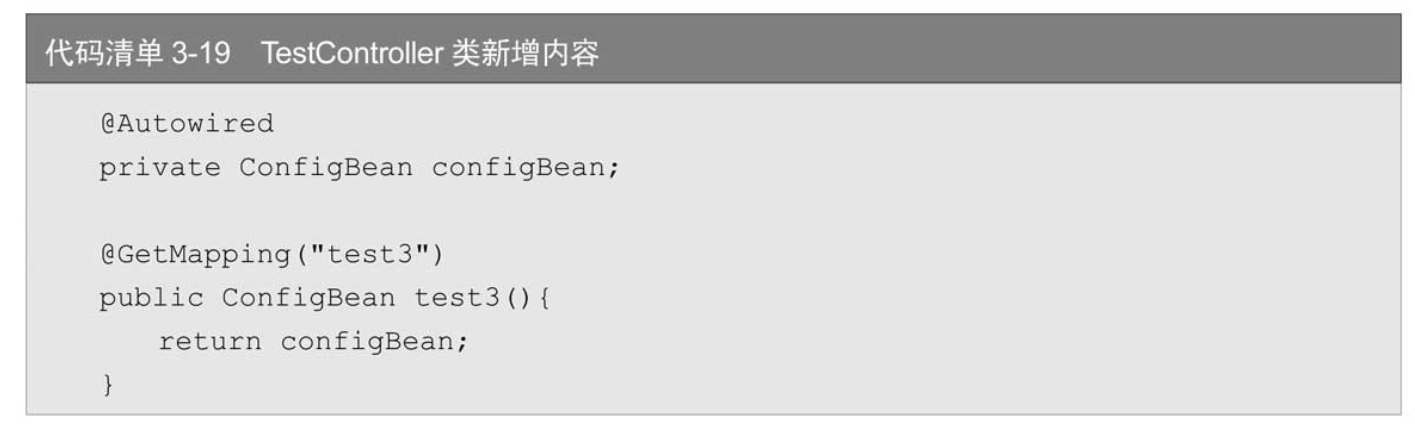 代码清单 3-19 TestController 类新增内容
@Autowired
private ConfigBean configBean;
@GetMapping("test3")
public ConfigBean test3(){
return configBean;
}